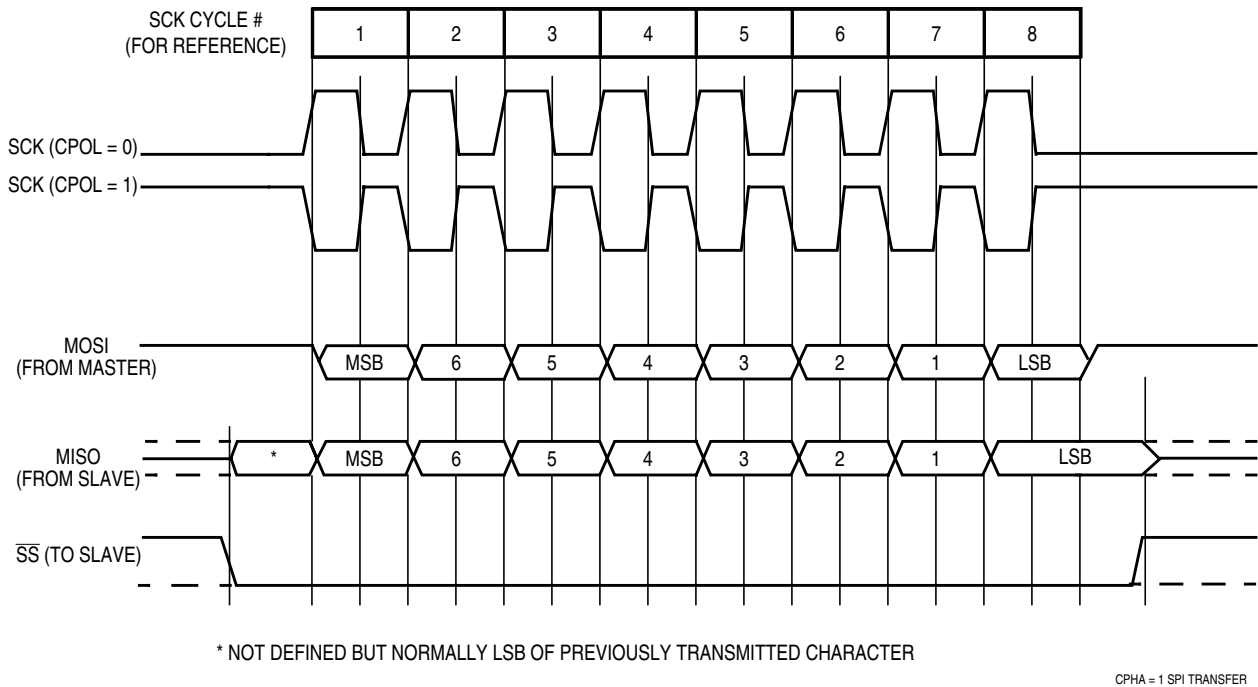 SCK CYCLE #
(FOR REFERENCE)
1 2 3 4 5 6 7 8
SCK (CPOL = 0)
SCK (CPOL = 1)
MOSI
(FROM MASTER)
MSB 6 5 4 3 2 1 LSB
MISO
(FROM SLAVE)
* MSB 6 5 4 3 2 1 LSB
S̅S̅ (TO SLAVE)
* NOT DEFINED BUT NORMALLY LSB OF PREVIOUSLY TRANSMITTED CHARACTER
CPHA = 1 SPI TRANSFER